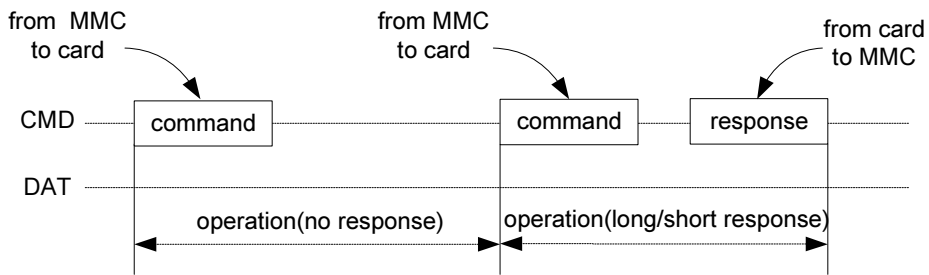 from MMC
to card
from MMC
to card
from card
to MMC
CMD
command
command
response
DAT
operation(no response)
operation(long/short response)